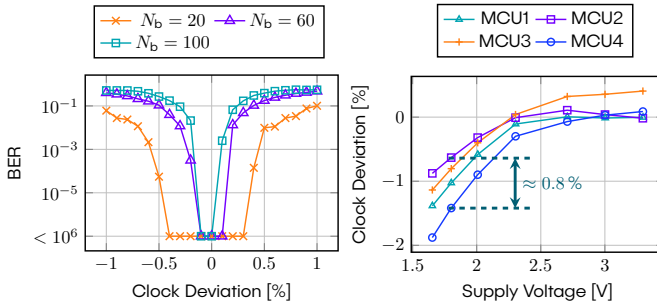 N_b = 20
N_b = 60
N_b = 100
BER
10^−1
10^−3
10^−5
< 10^6
−1
−0.5
0
0.5
1
Clock Deviation [%]
MCU1
MCU2
MCU3
MCU4
Clock Deviation [%]
0
−1
−2
≈ 0.8 %
1.5
2
2.5
3
3.5
Supply Voltage [V]